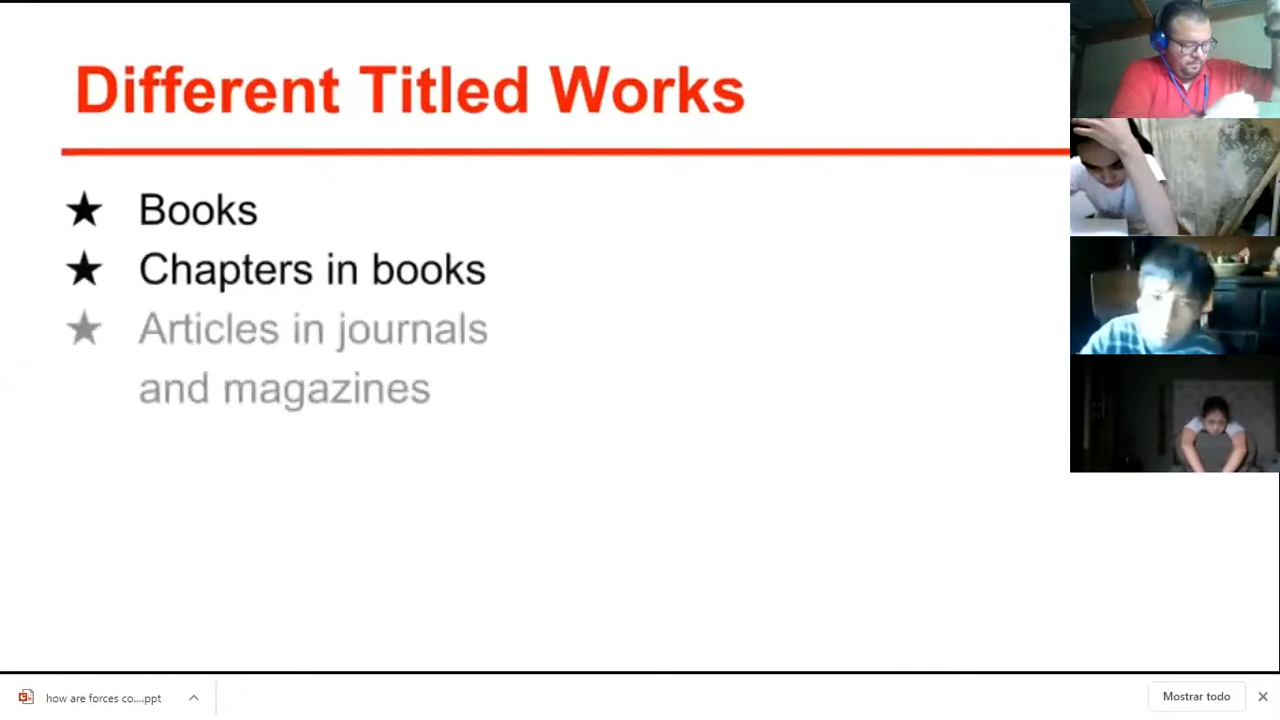 Different Titled Works
★ Books
★ Chapters in books
★ Articles in journals
and magazines
how are forces co....ppt
Mostrar todo